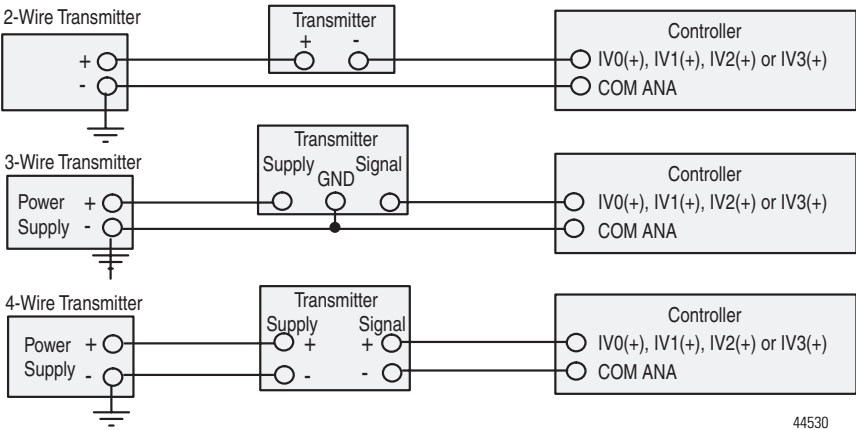 2-Wire Transmitter
+
-
Transmitter
+ -
Controller
IV0(+), IV1(+), IV2(+) or IV3(+)
COM ANA
3-Wire Transmitter
Power + 
Supply -
Transmitter
Supply Signal
GND
Controller
IV0(+), IV1(+), IV2(+) or IV3(+)
COM ANA
4-Wire Transmitter
Power +
Supply -
Transmitter
Supply Signal
+ +
- -
Controller
IV0(+), IV1(+), IV2(+) or IV3(+)
COM ANA
44530